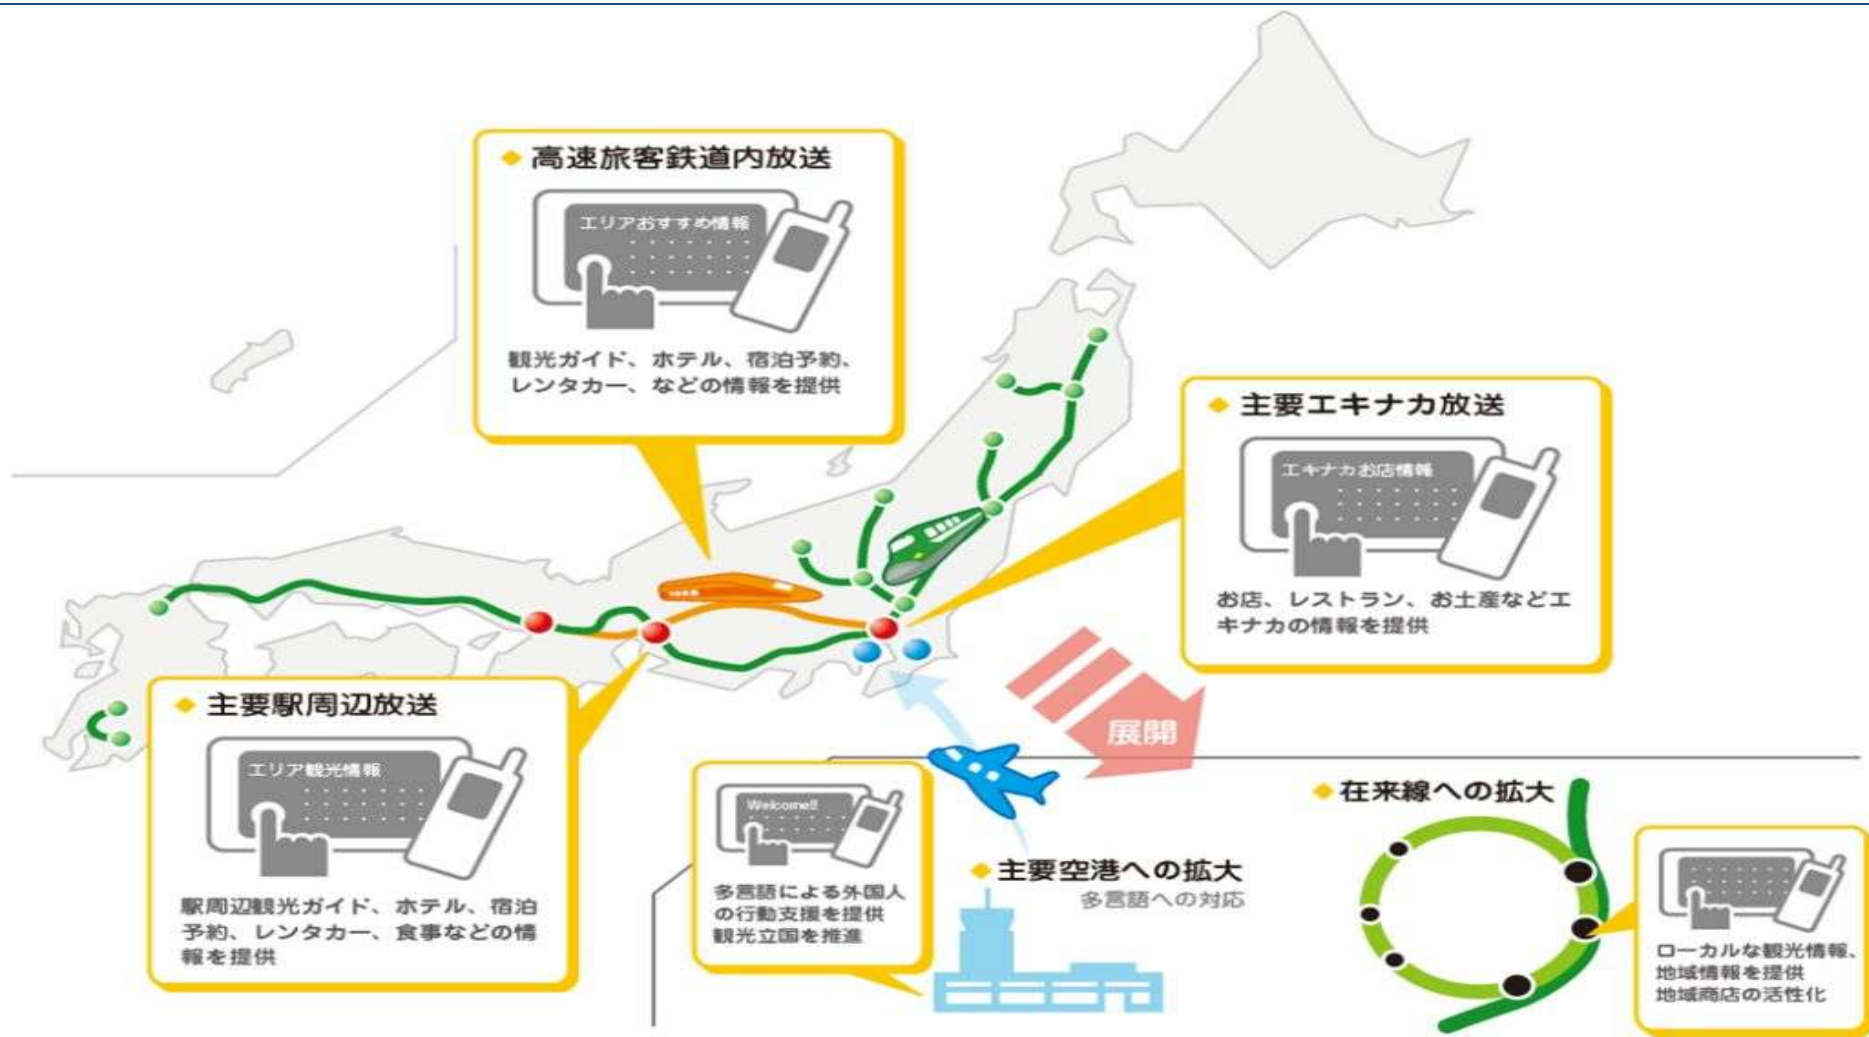 ◆高速旅客鉄道内放送
エリアおすすめ情報
観光ガイド、ホテル、宿泊予約、
レンタカー、などの情報を提供
◆主要エキナカ放送
エキナカお店情報
お店、レストラン、お土産などエ
キナカの情報を提供
◆主要駅周辺放送
エリア観光情報
駅周辺観光ガイド、ホテル、宿泊
予約、レンタカー、食事などの情
報を提供
展開
Welcome!!
多言語による外国人
の行動支援を提供
観光立国を推進
◆主要空港への拡大
多言語への対応
◆在来線への拡大
ローカルな観光情報、
地域情報を提供
地域商店の活性化